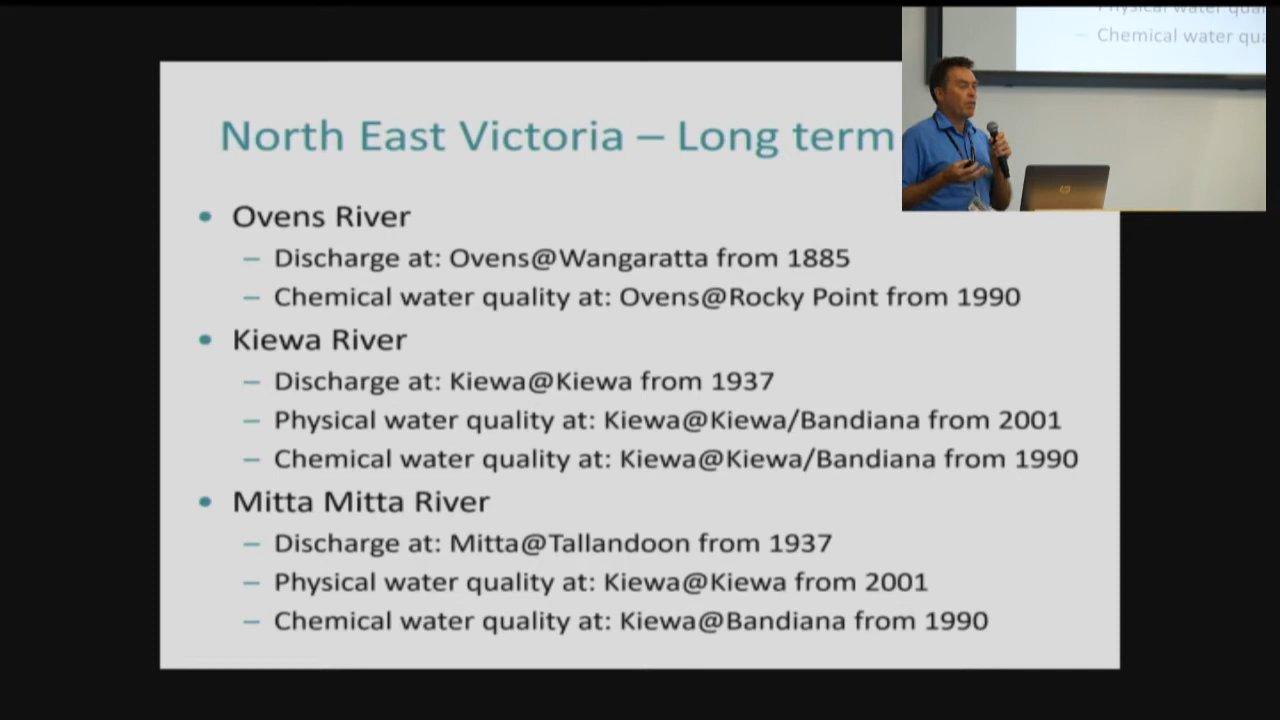 North East Victoria – Long term
• Ovens River
– Discharge at: Ovens@Wangaratta from 1885
– Chemical water quality at: Ovens@Rocky Point from 1990
• Kiewa River
– Discharge at: Kiewa@Kiewa from 1937
– Physical water quality at: Kiewa@Kiewa/Bandiana from 2001
– Chemical water quality at: Kiewa@Kiewa/Bandiana from 1990
• Mitta Mitta River
– Discharge at: Mitta@Tallandoon from 1937
– Physical water quality at: Kiewa@Kiewa from 2001
– Chemical water quality at: Kiewa@Bandiana from 1990
Physical water
– Chemical water
hp